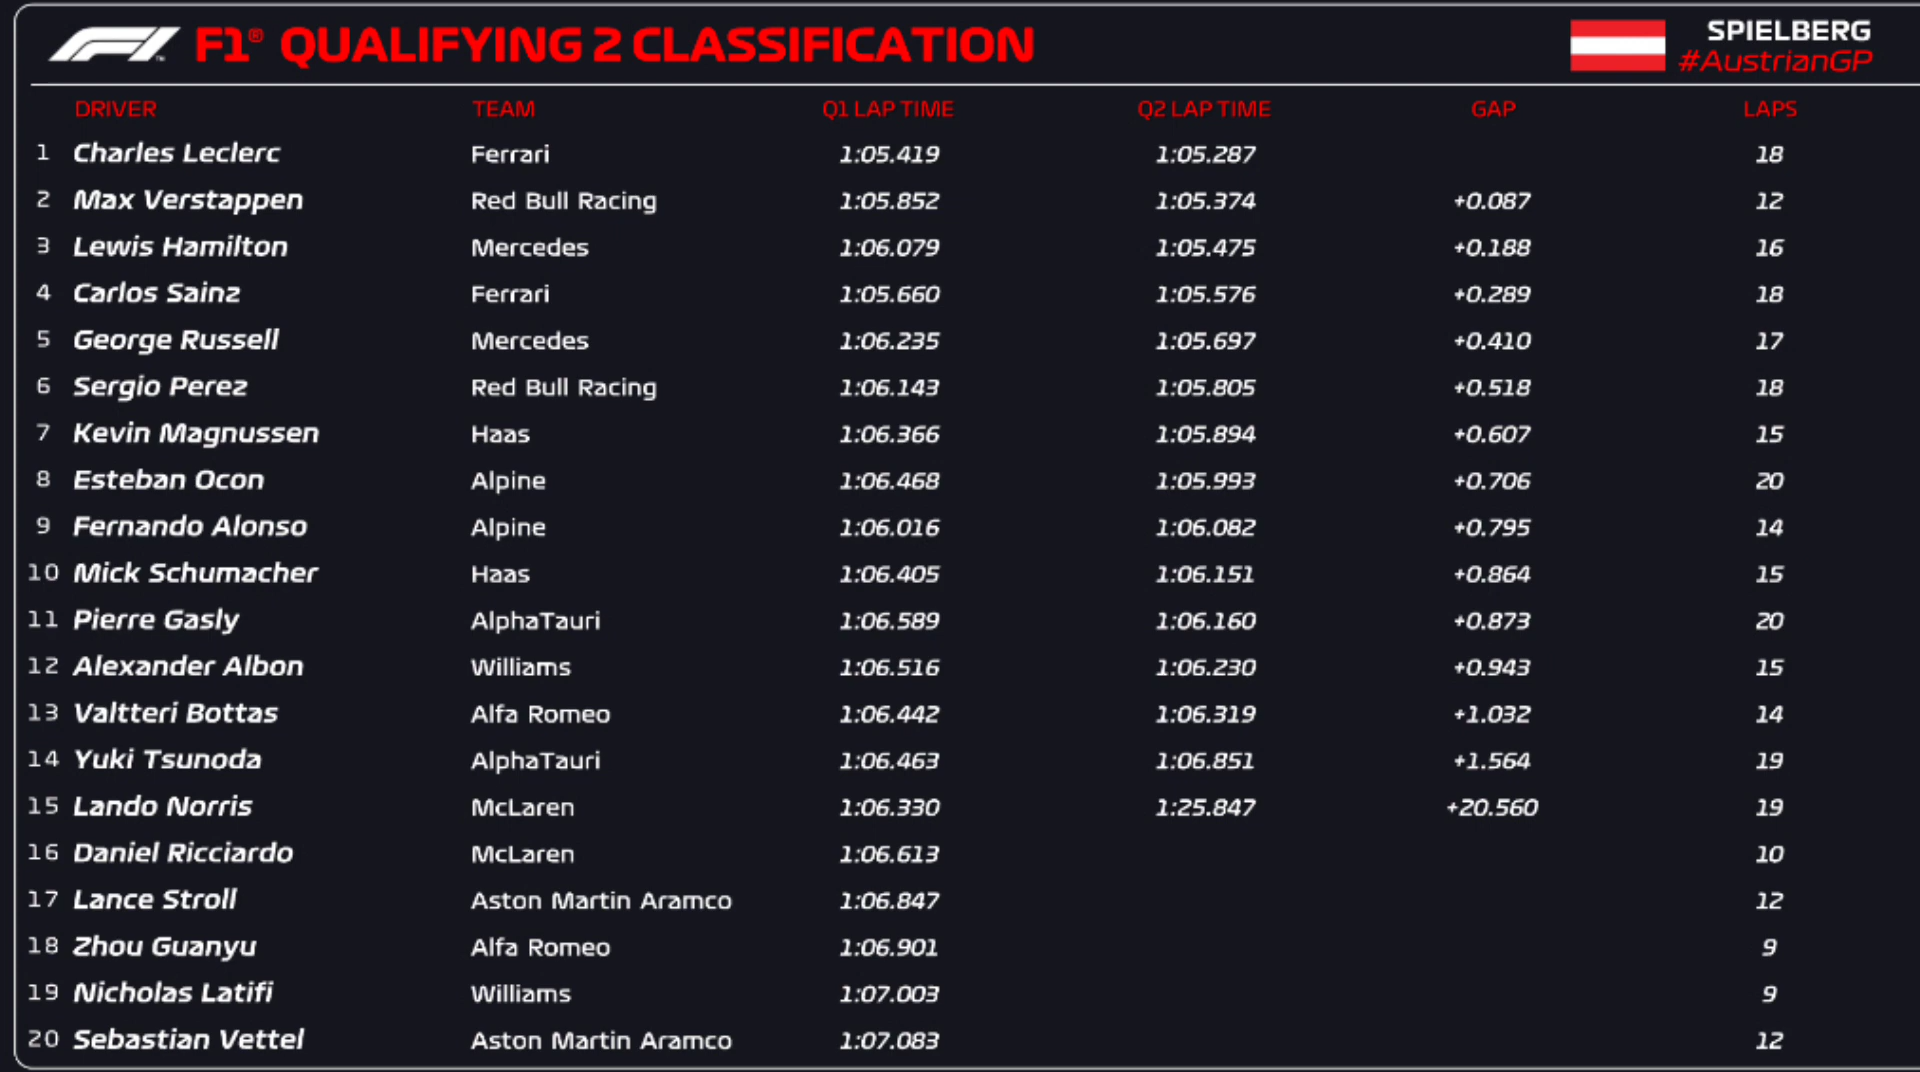 F1 F1® QUALIFYING 2 CLASSIFICATION SPIELBERG
#AustrianGP
DRIVER TEAM Q1 LAP TIME Q2 LAP TIME GAP LAPS
1 Charles Leclerc Ferrari 1:05.419 1:05.287 18
2 Max Verstappen Red Bull Racing 1:05.852 1:05.374 +0.087 12
3 Lewis Hamilton Mercedes 1:06.079 1:05.475 +0.188 16
4 Carlos Sainz Ferrari 1:05.660 1:05.576 +0.289 18
5 George Russell Mercedes 1:06.235 1:05.697 +0.410 17
6 Sergio Perez Red Bull Racing 1:06.143 1:05.805 +0.518 18
7 Kevin Magnussen Haas 1:06.366 1:05.894 +0.607 15
8 Esteban Ocon Alpine 1:06.468 1:05.993 +0.706 20
9 Fernando Alonso Alpine 1:06.016 1:06.082 +0.795 14
10 Mick Schumacher Haas 1:06.405 1:06.151 +0.864 15
11 Pierre Gasly AlphaTauri 1:06.589 1:06.160 +0.873 20
12 Alexander Albon Williams 1:06.516 1:06.230 +0.943 15
13 Valtteri Bottas Alfa Romeo 1:06.442 1:06.319 +1.032 14
14 Yuki Tsunoda AlphaTauri 1:06.463 1:06.851 +1.564 19
15 Lando Norris McLaren 1:06.330 1:25.847 +20.560 19
16 Daniel Ricciardo McLaren 1:06.613 10
17 Lance Stroll Aston Martin Aramco 1:06.847 12
18 Zhou Guanyu Alfa Romeo 1:06.901 9
19 Nicholas Latifi Williams 1:07.003 9
20 Sebastian Vettel Aston Martin Aramco 1:07.083 12